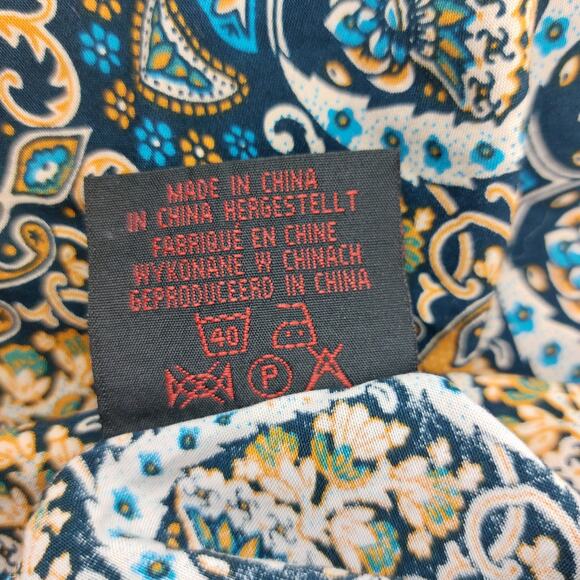 MADE IN CHINA
IN CHINA HERGESTELLT
FABRIQUÉ EN CHINE
WYKONANE W CHINACH
GEPRODUCEERD IN CHINA
40
P